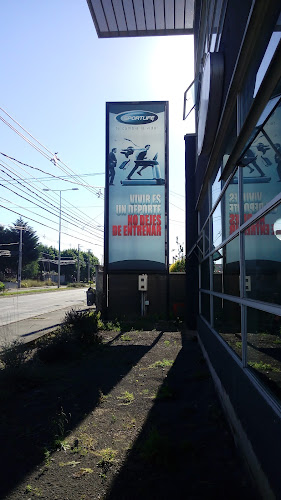 SPORTLIFE
VIVIR
ES UN DEPORTE
NO DEJES
DE ENTRENAR